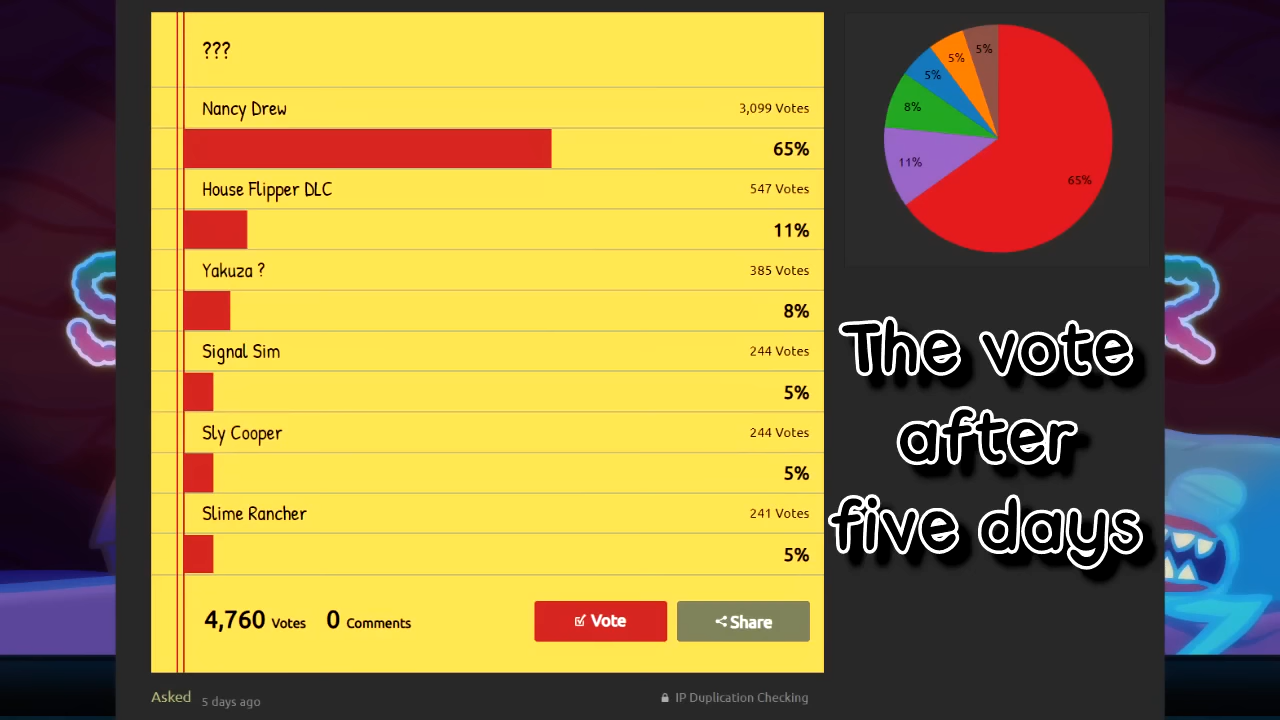 ???
Nancy Drew
3,099 Votes
65%
House Flipper DLC
547 Votes
11%
Yakuza ?
385 Votes
8%
Signal Sim
244 Votes
5%
Sly Cooper
244 Votes
5%
Slime Rancher
241 Votes
5%
4,760 Votes 0 Comments
Vote
Share
Asked 5 days ago
IP Duplication Checking
5%
5%
5%
8%
11%
65%
The vote
after
five days
S
R